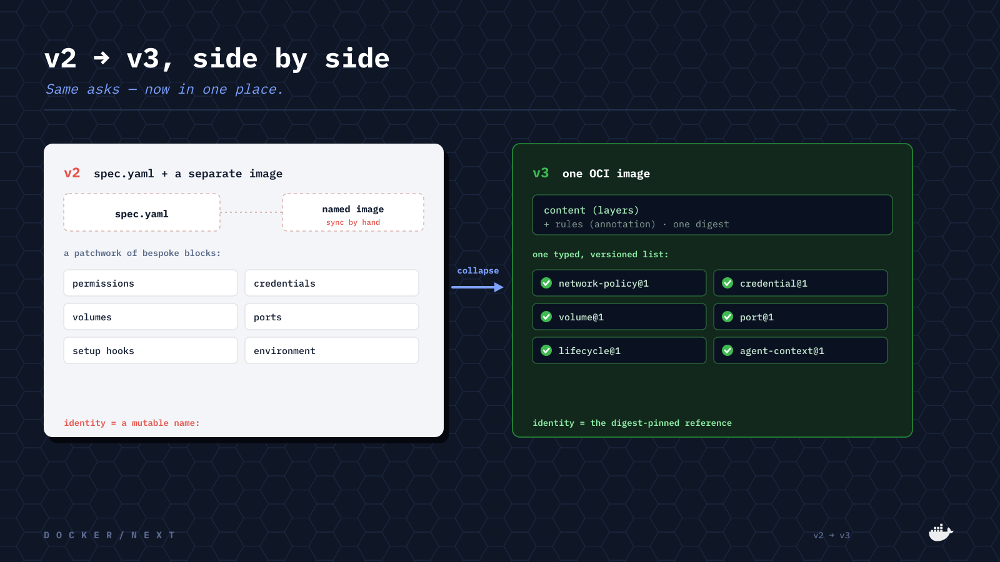 v2 → v3, side by side
Same asks — now in one place.
v2 spec.yaml + a separate image
spec.yaml
named image
sync by hand
a patchwork of bespoke blocks:
permissions
credentials
volumes
ports
setup hooks
environment
identity = a mutable name:
collapse
v3 one OCI image
content (layers)
+ rules (annotation) · one digest
one typed, versioned list:
network-policy@1
credential@1
volume@1
port@1
lifecycle@1
agent-context@1
identity = the digest-pinned reference
DOCKER/NEXT
v2 → v3